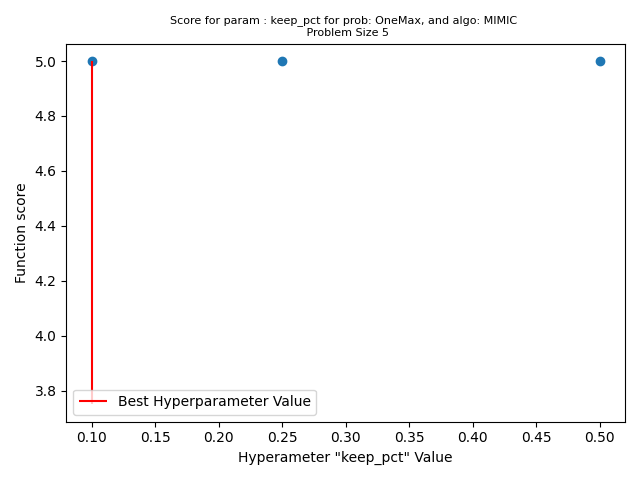 Score for param : keep_pct for prob: OneMax, and algo: MIMIC
Problem Size 5
5.0
4.8
4.6
4.4
4.2
4.0
3.8
Function score
Best Hyperparameter Value
0.10 0.15 0.20 0.25 0.30 0.35 0.40 0.45 0.50
Hyperameter "keep_pct" Value